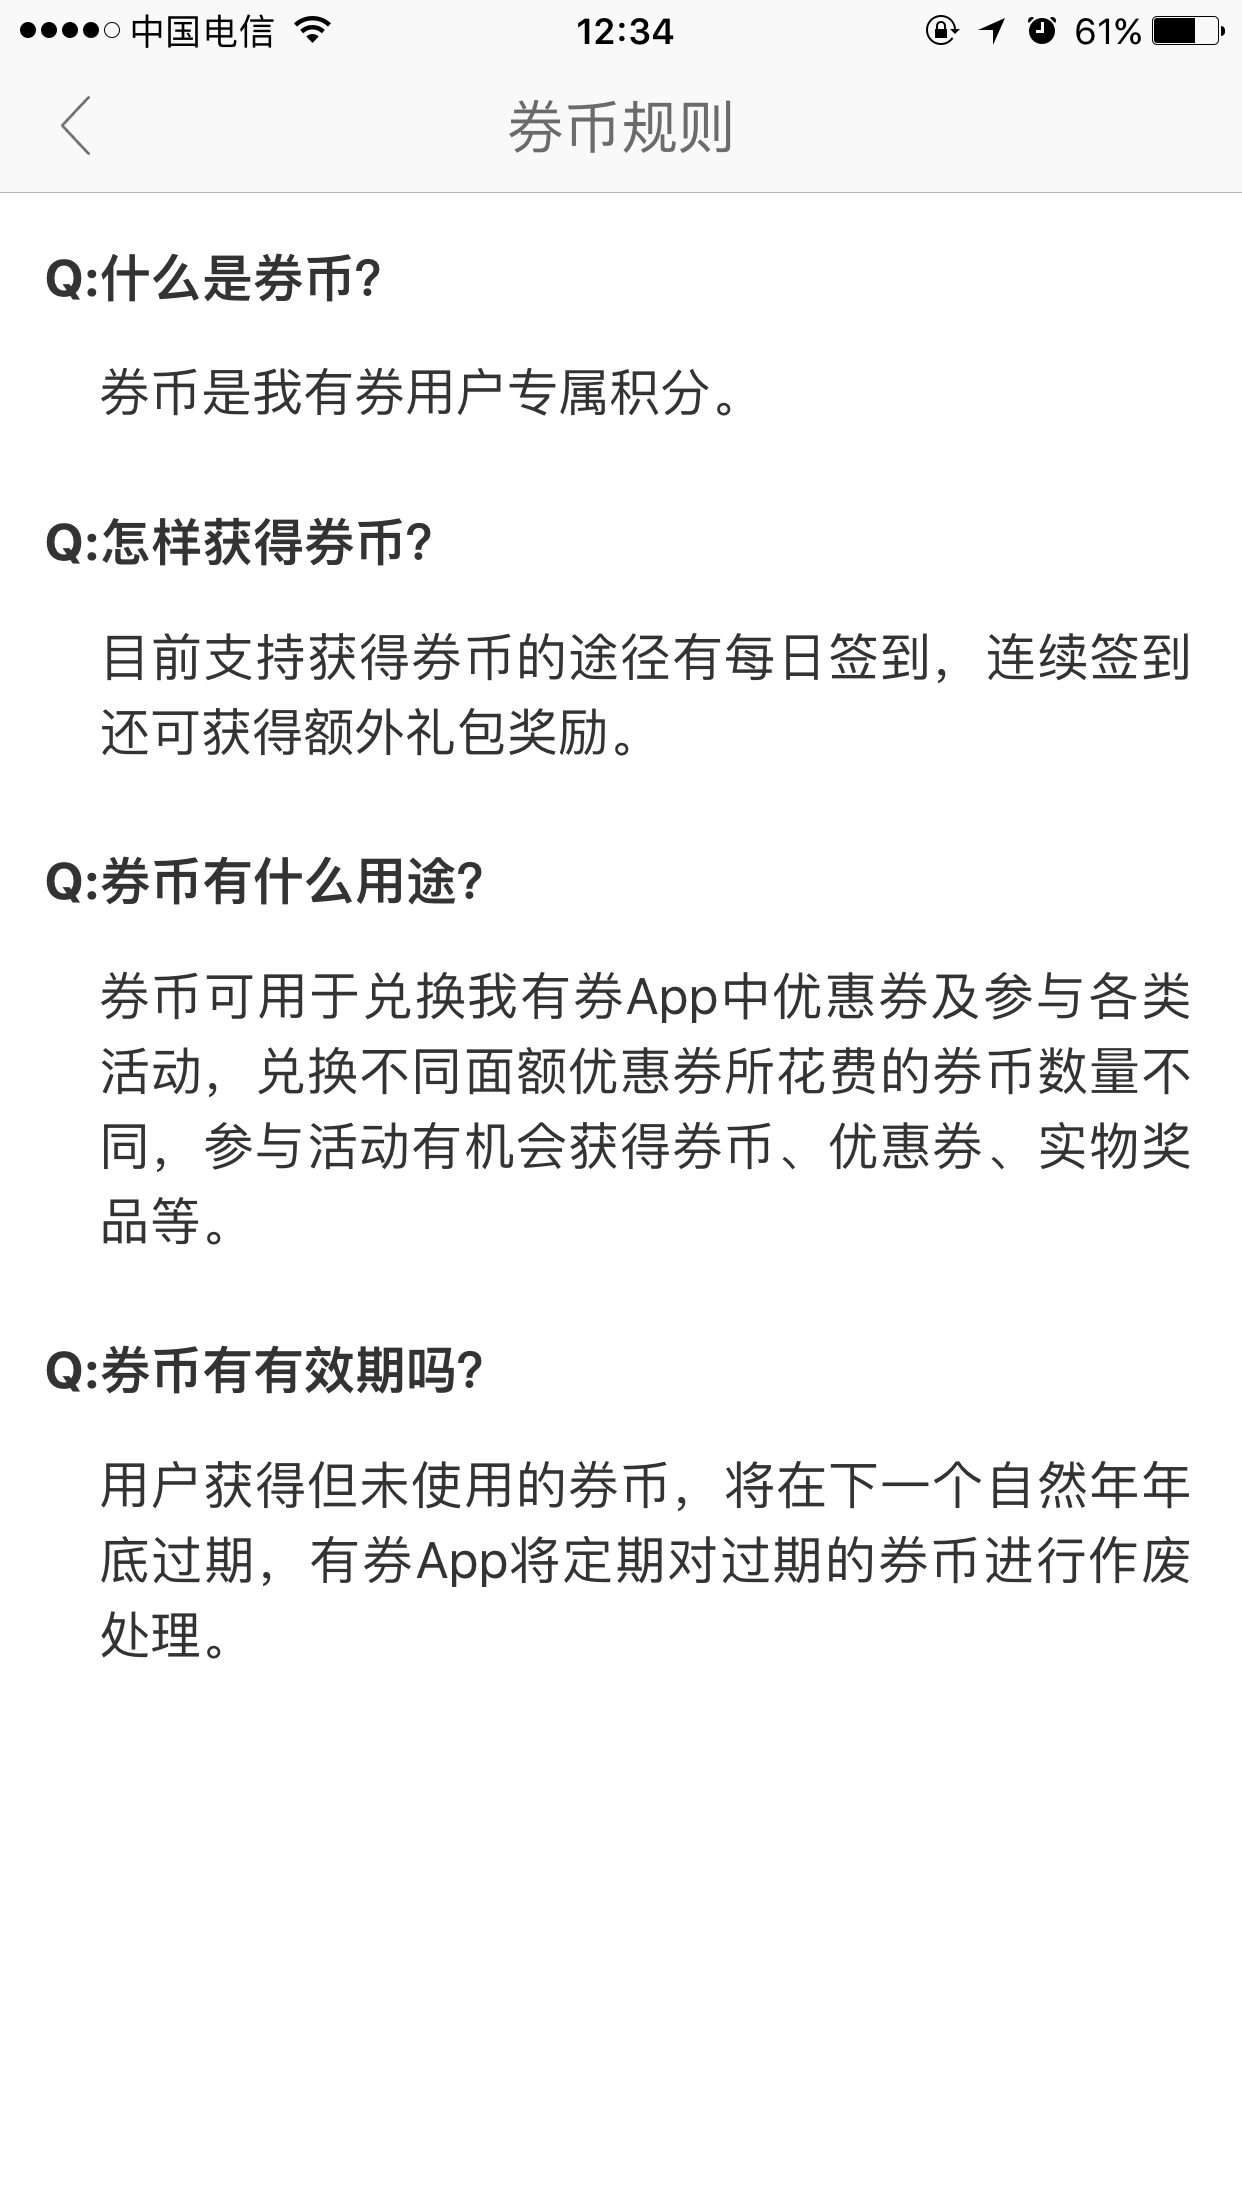 中国电信
12:34
61%
券币规则
Q:什么是券币?
券币是我有券用户专属积分。
Q:怎样获得券币?
目前支持获得券币的途径有每日签到，连续签到
还可获得额外礼包奖励。
Q:券币有什么用途?
券币可用于兑换我有券App中优惠券及参与各类
活动，兑换不同面额优惠券所花费的券币数量不
同，参与活动有机会获得券币、优惠券、实物奖
品等。
Q:券币有有效期吗?
用户获得但未使用的券币，将在下一个自然年年
底过期，有券App将定期对过期的券币进行作废
处理。